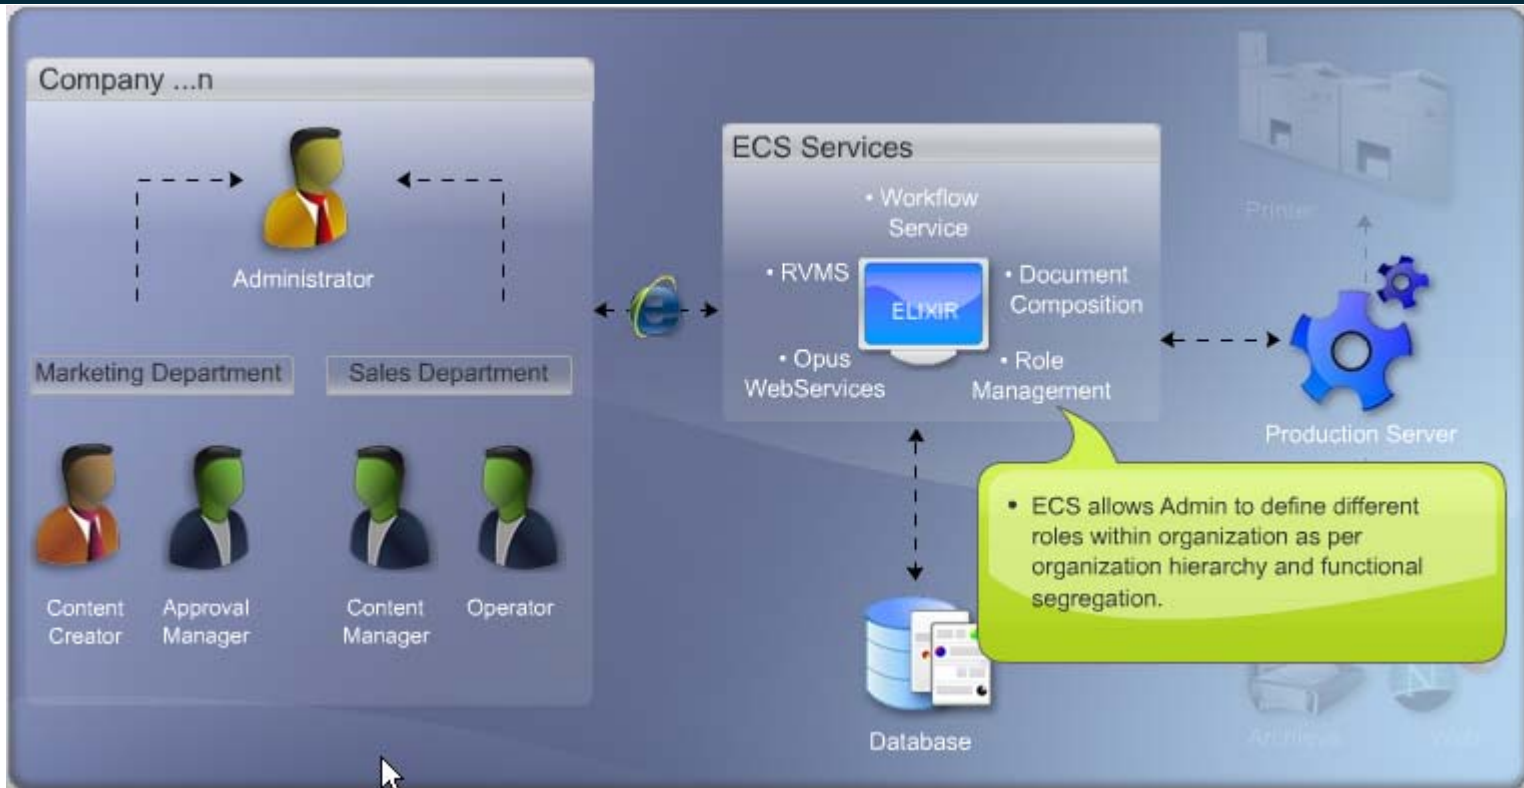 Company ...n
Administrator
Marketing Department
Sales Department
Content
Creator
Approval
Manager
Content
Manager
Operator
ECS Services
• Workflow
Service
• RVMS
• Document
Composition
ELIXIR
• Opus
WebServices
• Role
Management
Printer
Production Server
• ECS allows Admin to define different
roles within organization as per
organization hierarchy and functional
segregation.
Database
Web